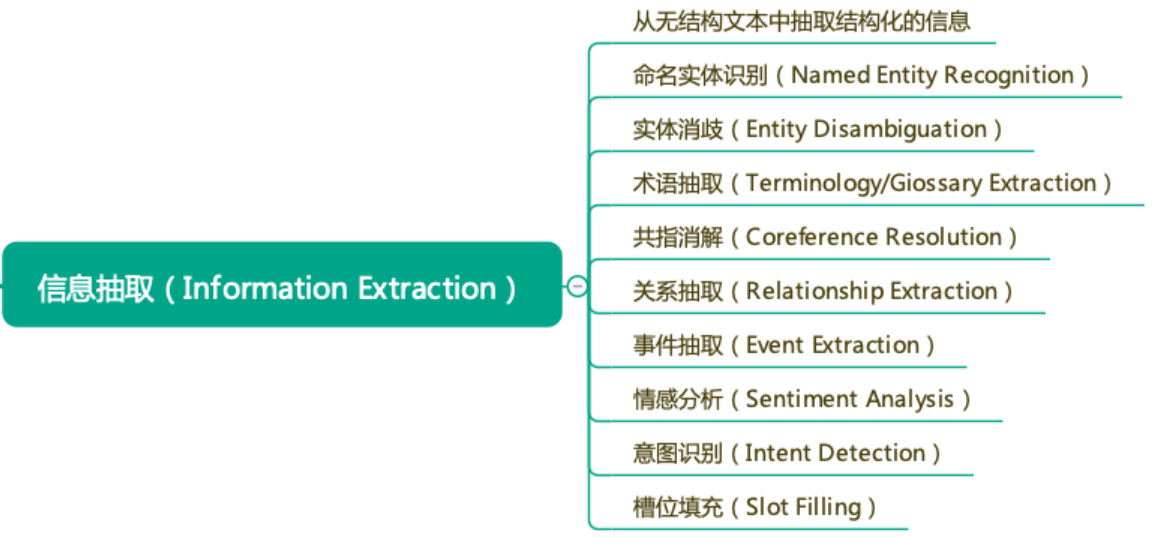 从无结构文本中抽取结构化的信息
命名实体识别（Named Entity Recognition）
实体消歧（Entity Disambiguation）
术语抽取（Terminology/Giossary Extraction）
共指消解（Coreference Resolution）
信息抽取（Information Extraction）
关系抽取（Relationship Extraction）
事件抽取（Event Extraction）
情感分析（Sentiment Analysis）
意图识别（Intent Detection）
槽位填充（Slot Filling）